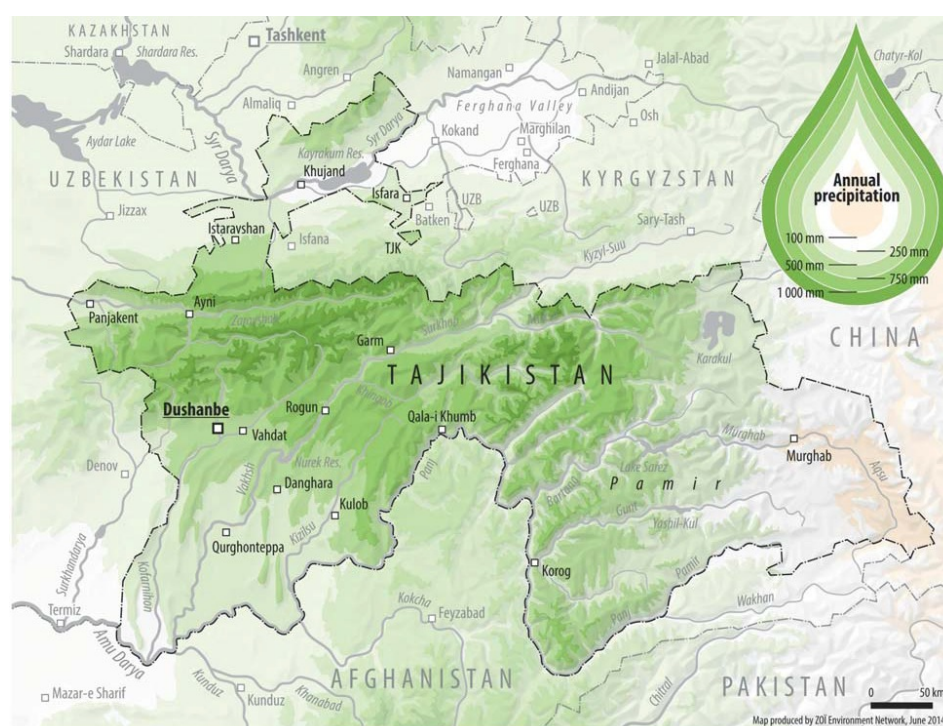 KAZAKHSTAN
Shardara
Shardara Res.
Tashkent
Angren
Almaliq
Namangan
Jalal-Abad
Chatyr-Kol
Andijan
Ferghana Valley
Osh
Aydar Lake
Syr Darya
Syr Darya
Kokand
Marghilan
Ferghana
Kayrakum Res.
Khujand
UZBEKISTAN
KYRGYZSTAN
Jizzax
Isfara
Batken
UZB
UZB
Sary-Tash
Istaravshan
Isfana
TJK
Kyzyl-Suu
Annual
precipitation
100 mm
250 mm
500 mm
750 mm
1 000 mm
CHINA
Panjakent
Ayni
Zaravshan
Garm
Surkhob
Karakul
TAJIKISTAN
Dushanbe
Vahdat
Rogun
Qala-i Khumb
Murghab
Murghab
Aqsu
Denov
Nurek Res.
Vakhsh
Panj
Lake Sarez
Bartang
Pamir
Danghara
Kulob
Gunt
Yashil-Kul
Qurghonteppa
Kizilsu
Surkhandarya
Kafarnihon
Korog
Termiz
Amu Darya
Kokcha
Feyzabad
Panj
Pamir
Wakhan
Mazar-e Sharif
Kunduz
Kunduz
Khanabad
AFGHANISTAN
Chitral
PAKISTAN
0 50 km
Map produced by ZOÏ Environment Network, June 2014